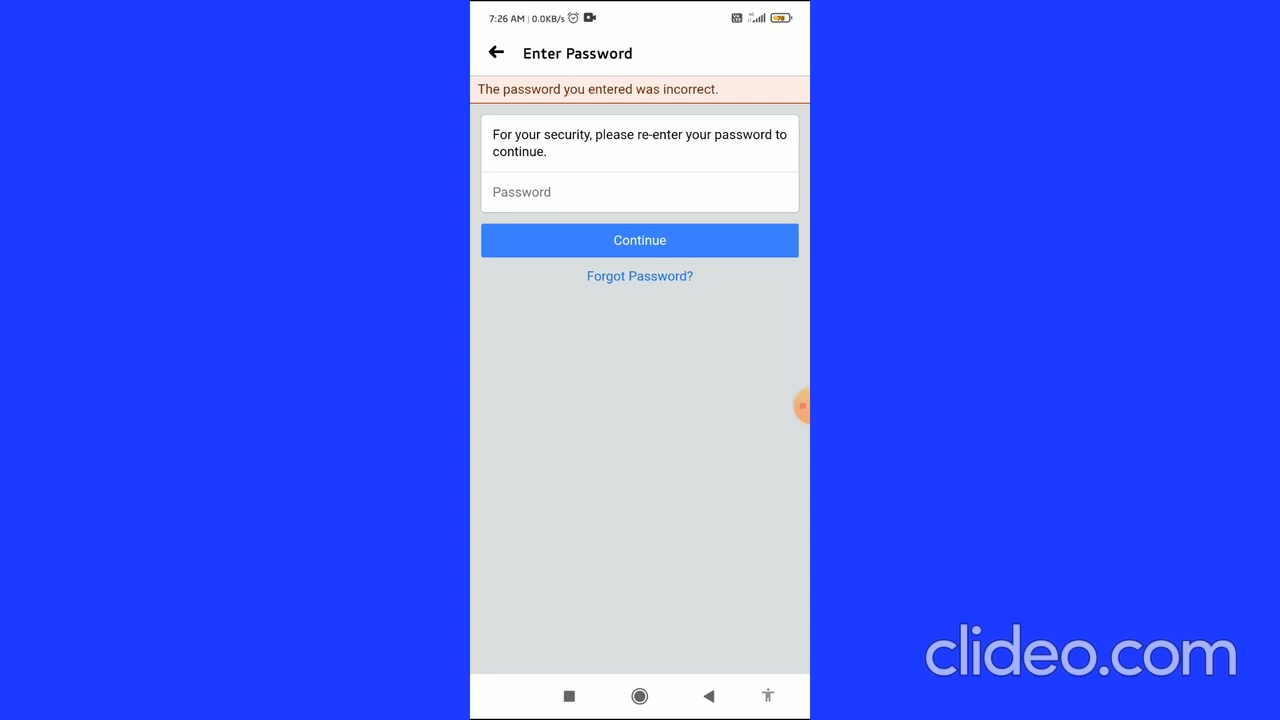 7:26 AM | 0.0KB/s
78
Enter Password
The password you entered was incorrect.
For your security, please re-enter your password to
continue.
Password
Continue
Forgot Password?
clideo.com